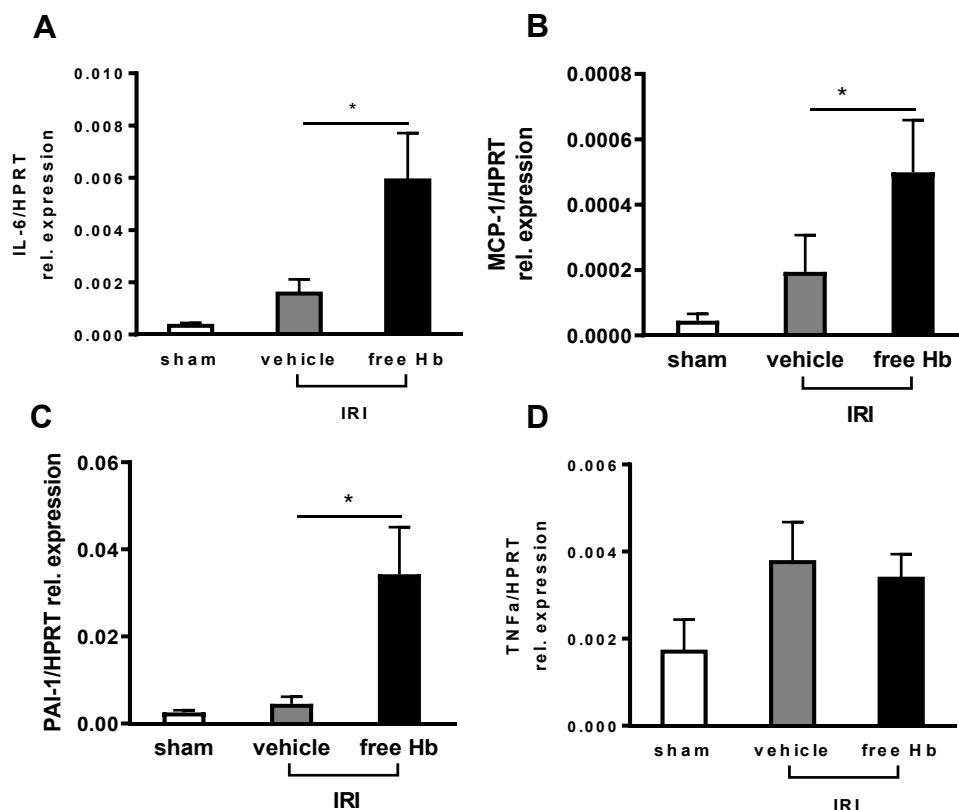 A
IL-6/HPRT
rel. expression
0.010
0.008
0.006
0.004
0.002
0.000
*
sham vehicle free Hb
IRI
B
MCP-1/HPRT
rel. expression
0.0008
0.0006
0.0004
0.0002
0.0000
*
sham vehicle free Hb
IRI
C
PAI-1/HPRT rel. expression
0.06
0.04
0.02
0.00
*
sham vehicle free Hb
IRI
D
TNFa/HPRT
rel. expression
0.006
0.004
0.002
0.000
sham vehicle free Hb
IRI